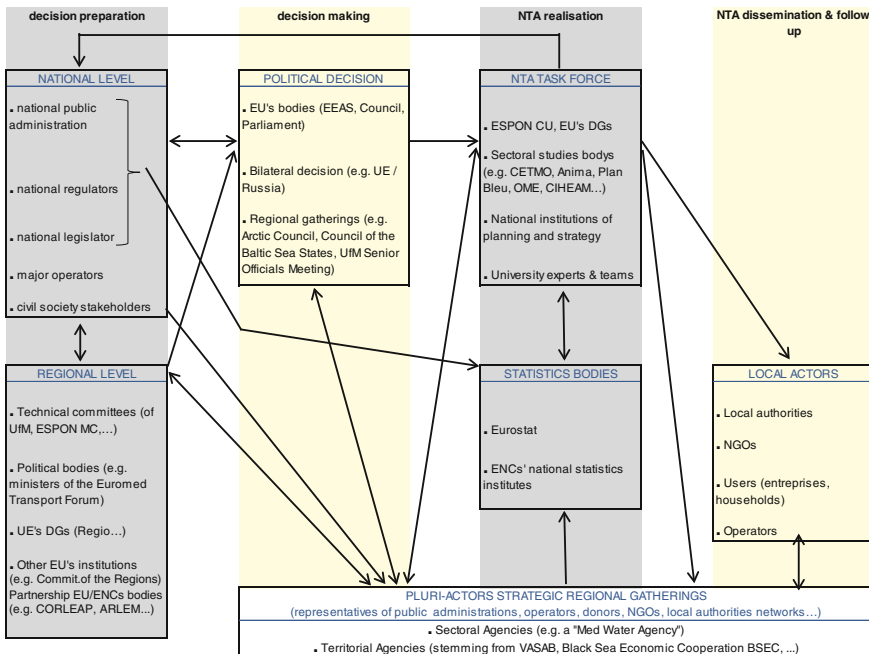 decision preparation
decision making
NTA realisation
NTA dissemination & follow
up
NATIONAL LEVEL
▪ national public
administration
▪ national regulators
▪ national legislator
▪ major operators
▪ civil society stakeholders
POLITICAL DECISION
▪ EU's bodies (EEAS, Council,
Parliament)
▪ Bilateral decision (e.g. UE /
Russia)
▪ Regional gatherings (e.g.
Arctic Council, Council of the
Baltic Sea States, UfM Senior
Officials Meeting)
NTA TASK FORCE
▪ ESPON CU, EU's DGs
▪ Sectoral studies bodys
(e.g. CETMO, Anima, Plan
Bleu, OME, CIHEAM…)
▪ National institutions of
planning and strategy
▪ University experts & teams
REGIONAL LEVEL
▪ Technical committees (of
UfM, ESPON MC,…)
▪ Political bodies (e.g.
ministers of the Euromed
Transport Forum)
▪ UE's DGs (Regio…)
▪ Other EU's institutions
(e.g. Commit.of the Regions)
Partnership EU/ENCs bodies
(e.g. CORLEAP, ARLEM...)
STATISTICS BODIES
▪ Eurostat
▪ ENCs' national statistics
institutes
LOCAL ACTORS
▪ Local authorities
▪ NGOs
▪ Users (entreprises,
households)
▪ Operators
PLURI-ACTORS STRATEGIC REGIONAL GATHERINGS
(representatives of public administrations, operators, donors, NGOs, local authorities networks…)
▪ Sectoral Agencies (e.g. a "Med Water Agency")
▪ Territorial Agencies (stemming from VASAB, Black Sea Economic Cooperation BSEC, ...)